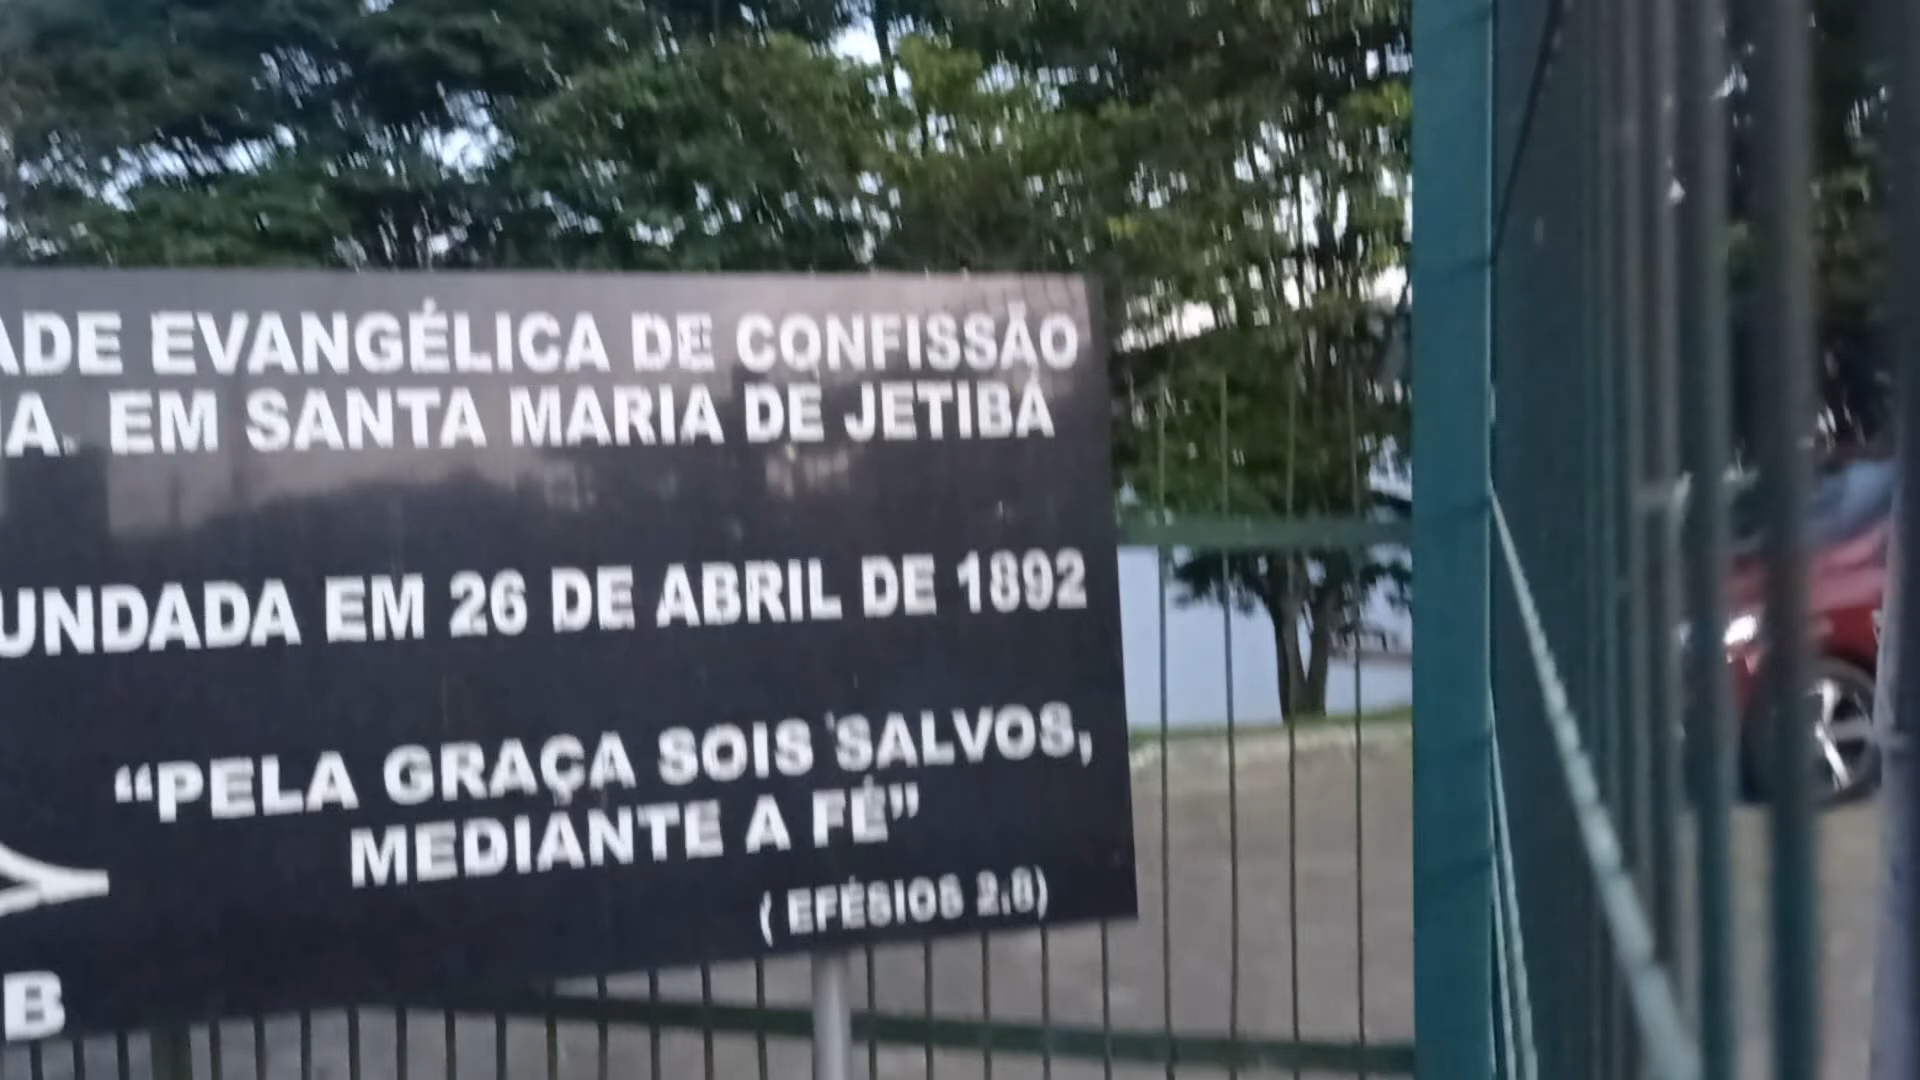 ADE EVANGÉLICA DE CONFISSÃO
IA. EM SANTA MARIA DE JETIBÁ
UNDADA EM 26 DE ABRIL DE 1892
“PELA GRAÇA SOIS SALVOS,
MEDIANTE A FÉ”
( EFÉSIOS 2.8)
B